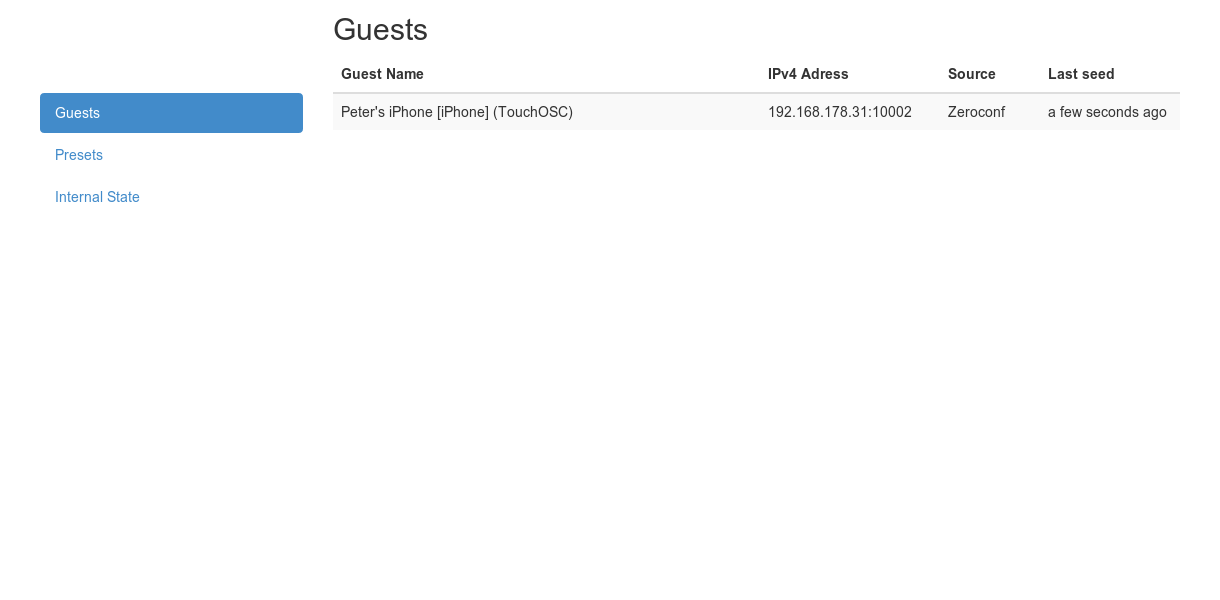 Guests
Guest Name IPv4 Adress Source Last seed
Peter's iPhone [iPhone] (TouchOSC) 192.168.178.31:10002 Zeroconf a few seconds ago
Guests
Presets
Internal State